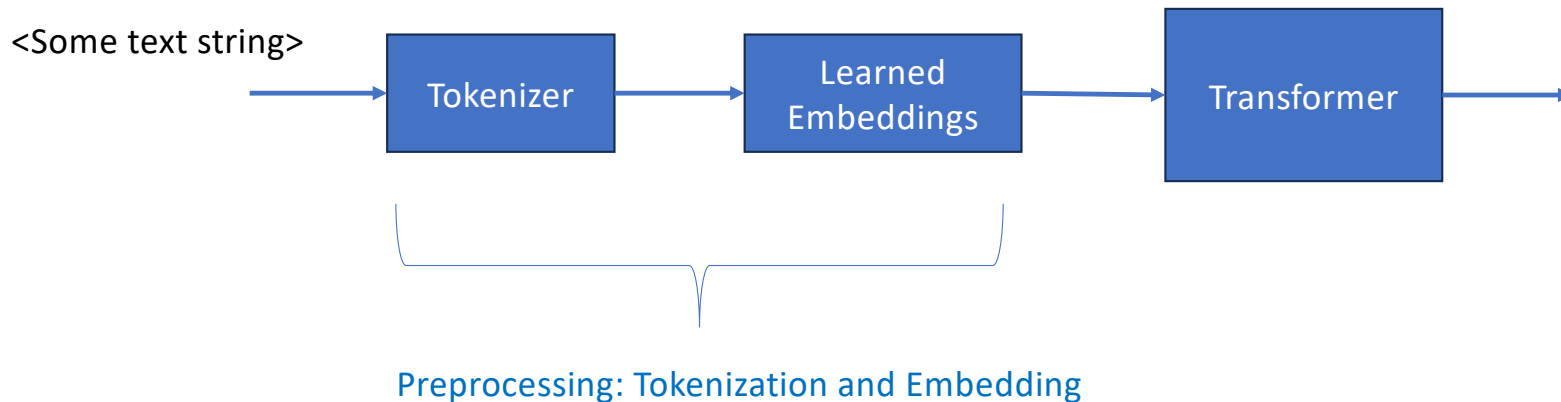 <Some text string>
Tokenizer
Learned
Embeddings
Transformer
Preprocessing: Tokenization and Embedding